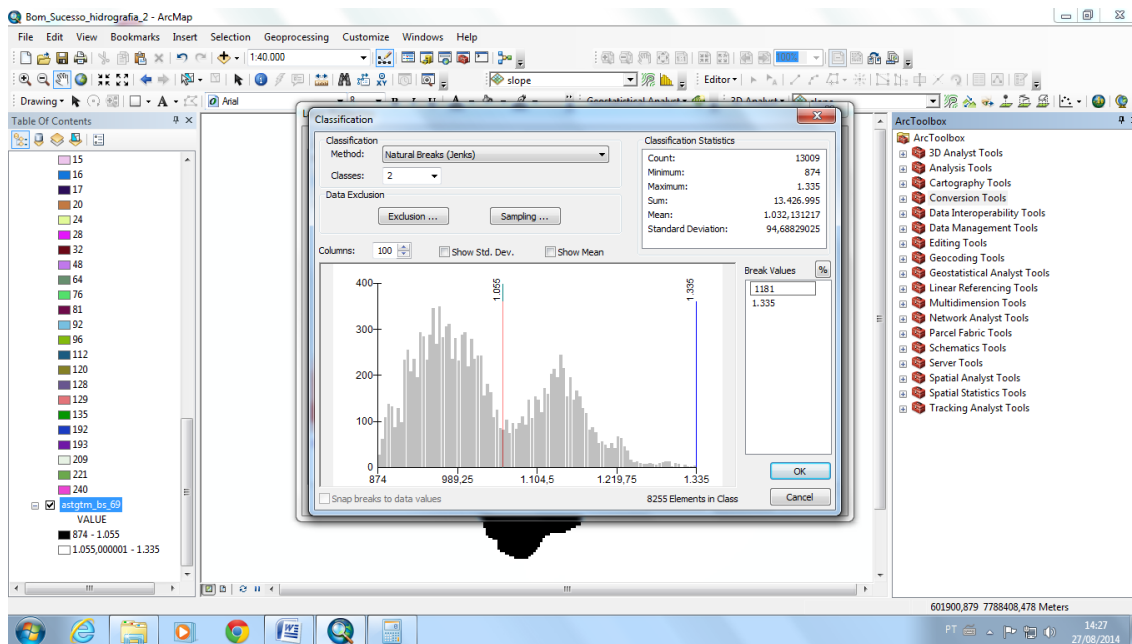 Bom_Sucesso_hidrografia_2 - ArcMap
File Edit View Bookmarks Insert Selection Geoprocessing Customize Windows Help
1:40.000
100%
slope
Editor
Drawing
Arial
Table Of Contents
15
16
17
20
24
28
32
48
64
76
81
92
96
112
120
128
129
135
192
193
209
221
240
astgtm_bs_69
VALUE
874 - 1.055
1.055,000001 - 1.335
Classification
Classification
Method: Natural Breaks (Jenks)
Classes: 2
Data Exclusion
Exclusion ... Sampling ...
Classification Statistics
Count: 13009
Minimum: 874
Maximum: 1.335
Sum: 13.426.995
Mean: 1.032,131217
Standard Deviation: 94,68829025
Columns: 100 Show Std. Dev. Show Mean
Break Values %
1181
1.335
1.055
1.335
400
300
200
100
0
874 989,25 1.104,5 1.219,75 1.335
Snap breaks to data values
8255 Elements in Class
OK
Cancel
ArcToolbox
ArcToolbox
3D Analyst Tools
Analysis Tools
Cartography Tools
Conversion Tools
Data Interoperability Tools
Data Management Tools
Editing Tools
Geocoding Tools
Geostatistical Analyst Tools
Linear Referencing Tools
Multidimension Tools
Network Analyst Tools
Parcel Fabric Tools
Schematics Tools
Server Tools
Spatial Analyst Tools
Spatial Statistics Tools
Tracking Analyst Tools
601900,879 7788408,478 Meters
PT
14:27
27/08/2014